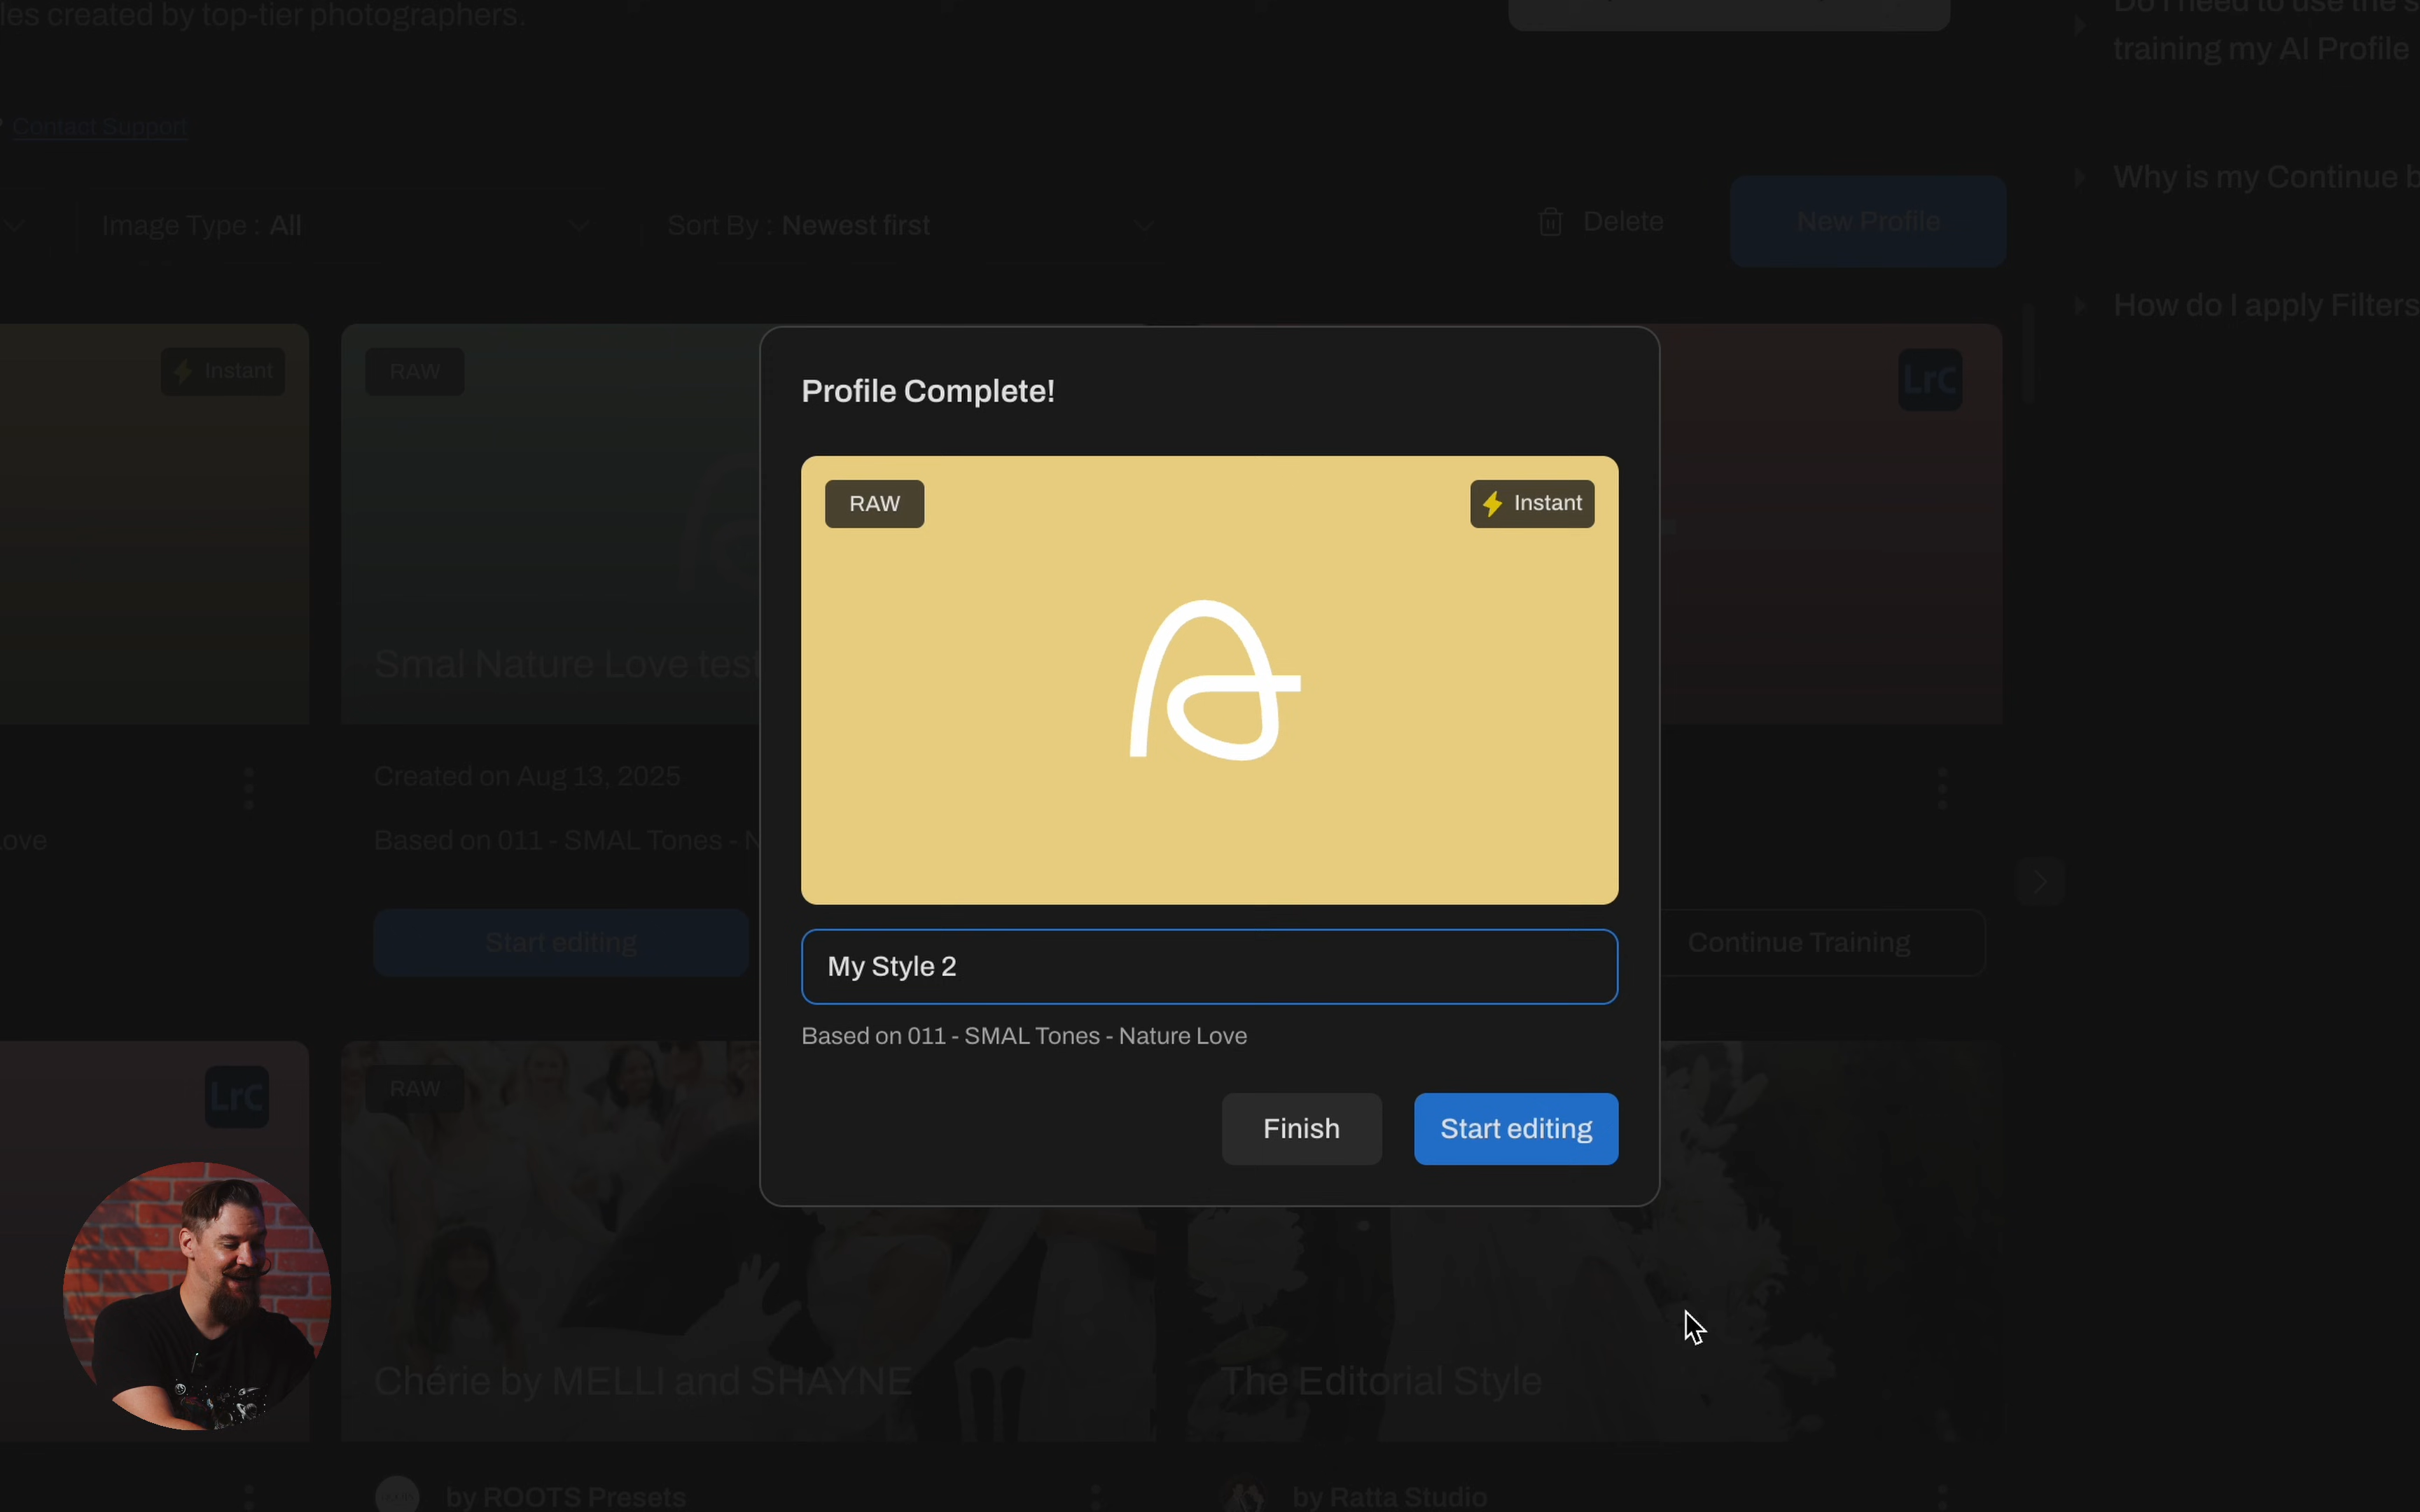 les created by top-tier photographers.
training my AI Profile
Contact Support
Why is my Continue
Image Type : All
Sort By : Newest first
Delete
New Profile
How do I apply Filters
Instant
RAW
LrC
Profile Complete!
RAW
Instant
Smal Nature Love test
Created on Aug 13, 2025
Based on 011 - SMAL Tones - N
ove
Start editing
Continue Training
My Style 2
Based on 011 - SMAL Tones - Nature Love
Finish
Start editing
LrC
RAW
Chérie by MELLI and SHAYNE
The Editorial Style
by ROOTS Presets
by Ratta Studio